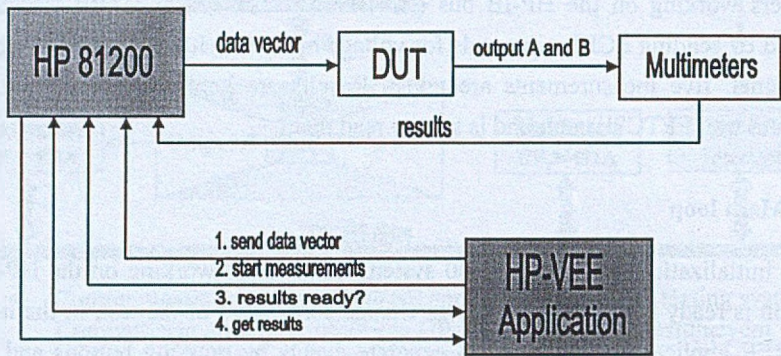 HP 81200
data vector
DUT
output A and B
Multimeters
results
1. send data vector
2. start measurements
3. results ready?
4. get results
HP-VEE
Application